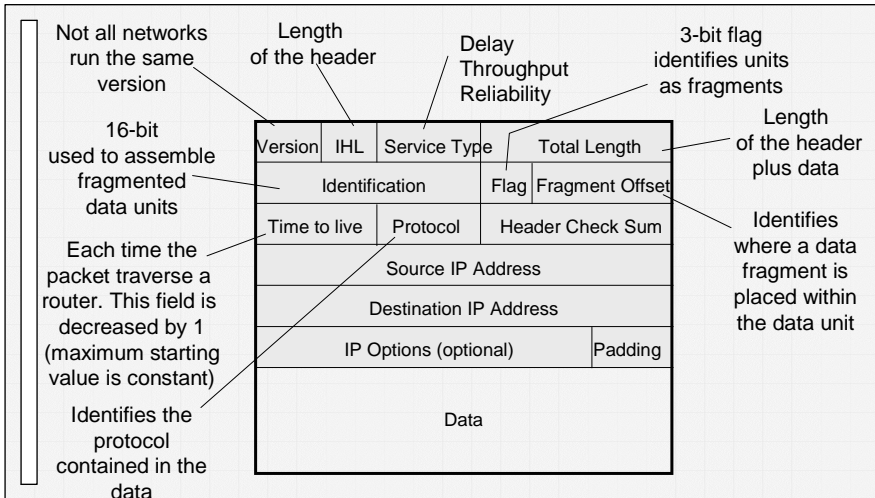 Not all networks
run the same
version
Length
of the header
Delay
Throughput
Reliability
3-bit flag
identifies units
as fragments
16-bit
used to assemble
fragmented
data units
Length
of the header
plus data
Version IHL Service Type Total Length
Identification Flag Fragment Offset
Time to live Protocol Header Check Sum
Source IP Address
Destination IP Address
IP Options (optional) Padding
Data
Each time the
packet traverse a
router. This field is
decreased by 1
(maximum starting
value is constant)
Identifies
where a data
fragment is
placed within
the data unit
Identifies the
protocol
contained in the
data